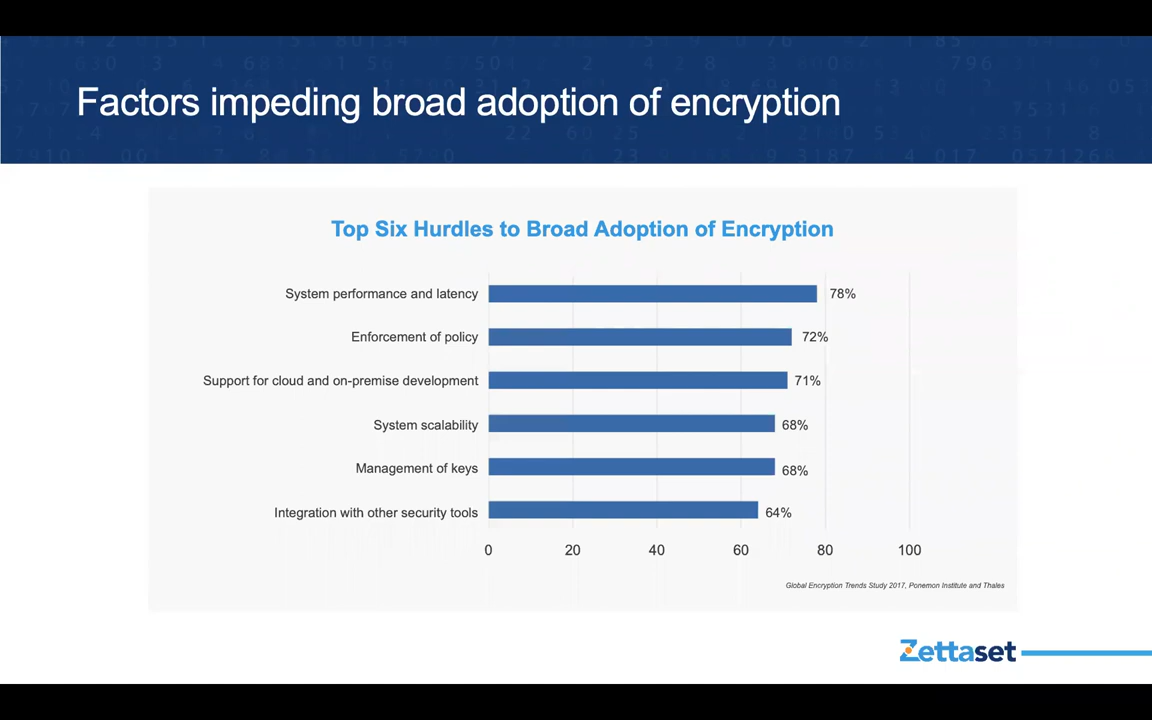 Factors impeding broad adoption of encryption
Top Six Hurdles to Broad Adoption of Encryption
System performance and latency 78%
Enforcement of policy 72%
Support for cloud and on-premise development 71%
System scalability 68%
Management of keys 68%
Integration with other security tools 64%
0 20 40 60 80 100
Global Encryption Trends Study 2017, Ponemon Institute and Thales
Zettaset